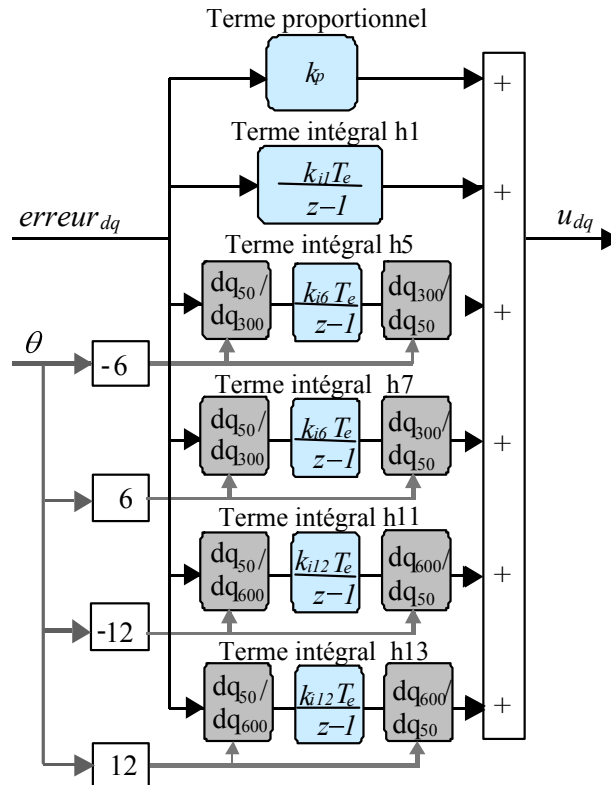 Terme proportionnel
kp
+
Terme intégral h1
ki1Te
z-1
+
erreurdq
udq
Terme intégral h5
dq50/
dq300
ki6 Te
z-1
dq300/
dq50
+
θ
-6
Terme intégral h7
dq50/
dq300
ki6 Te
z-1
dq300/
dq50
+
6
Terme intégral h11
dq50/
dq600
ki12 Te
z-1
dq600/
dq50
+
-12
Terme intégral h13
dq50/
dq600
ki12 Te
z-1
dq600/
dq50
+
12